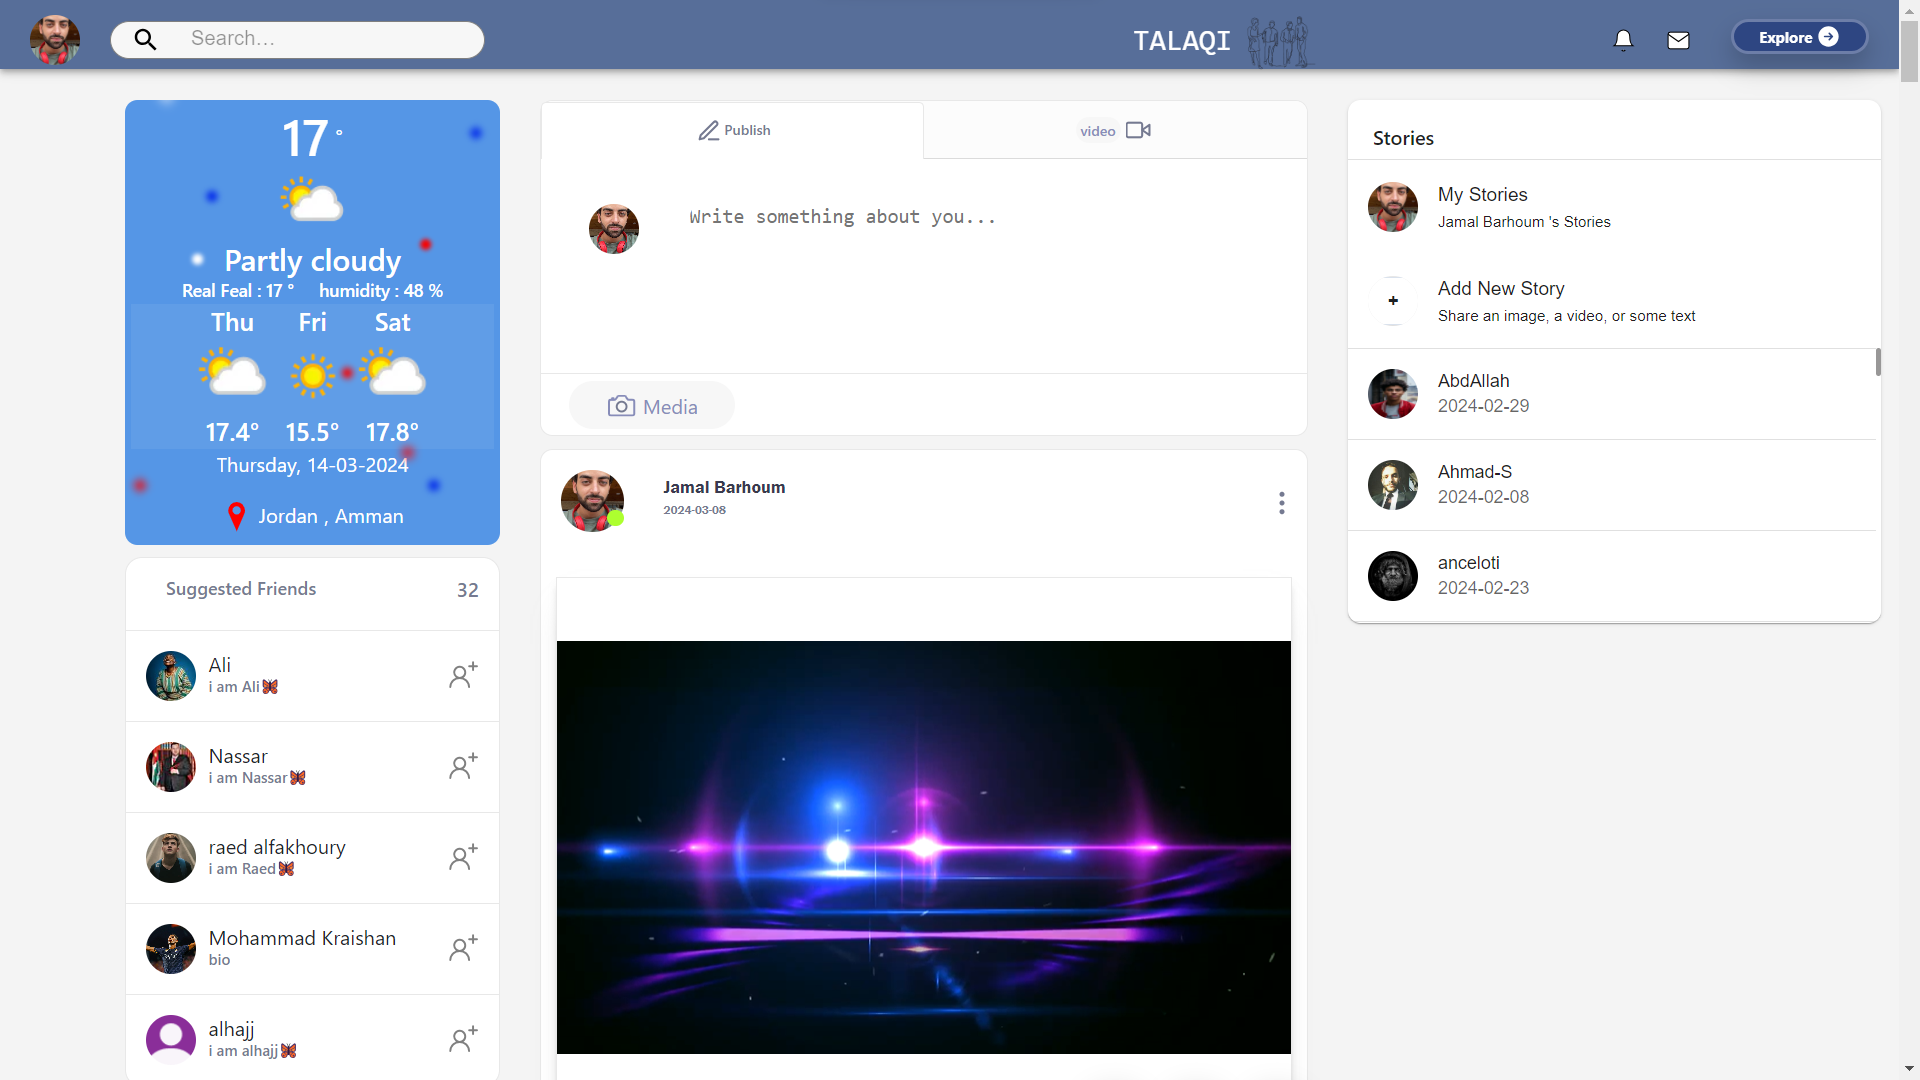 Search...
TALAQI
Explore
17 °
Partly cloudy
Real Feal : 17 ° humidity : 48 %
Thu Fri Sat
17.4° 15.5° 17.8°
Thursday, 14-03-2024
Jordan , Amman
Suggested Friends 32
Ali
i am Ali🦋
Nassar
i am Nassar🦋
raed alfakhoury
i am Raed🦋
Mohammad Kraishan
bio
alhajj
i am alhajj🦋
Publish
video
Write something about you...
Media
Jamal Barhoum
2024-03-08
Stories
My Stories
Jamal Barhoum 's Stories
+
Add New Story
Share an image, a video, or some text
AbdAllah
2024-02-29
Ahmad-S
2024-02-08
anceloti
2024-02-23